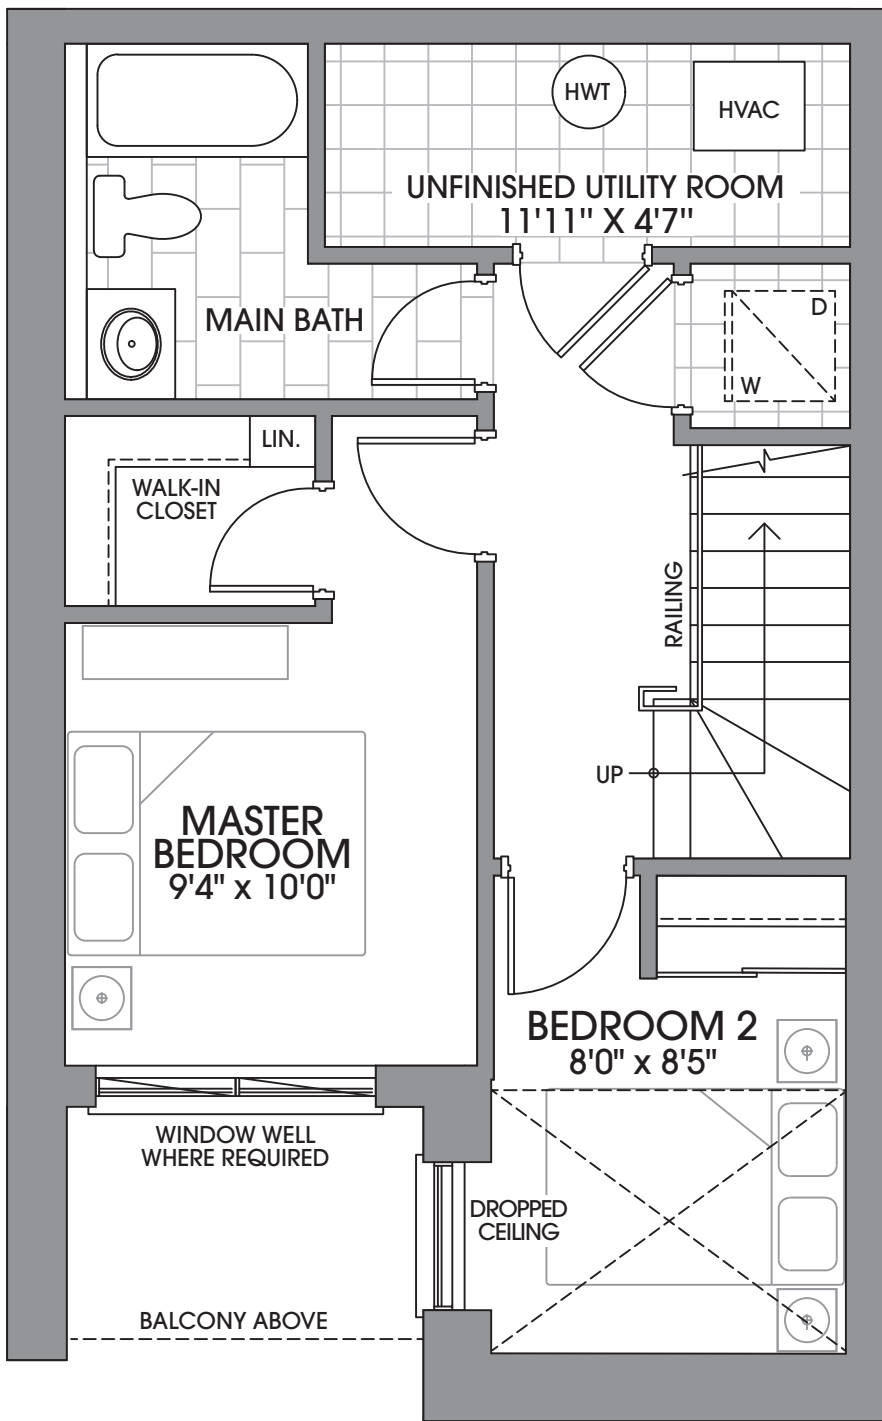 HWT
HVAC
UNFINISHED UTILITY ROOM
11'11" X 4'7"
MAIN BATH
D
W
LIN.
WALK-IN
CLOSET
RAILING
UP
MASTER
BEDROOM
9'4" x 10'0"
BEDROOM 2
8'0" x 8'5"
WINDOW WELL
WHERE REQUIRED
DROPPED
CEILING
BALCONY ABOVE